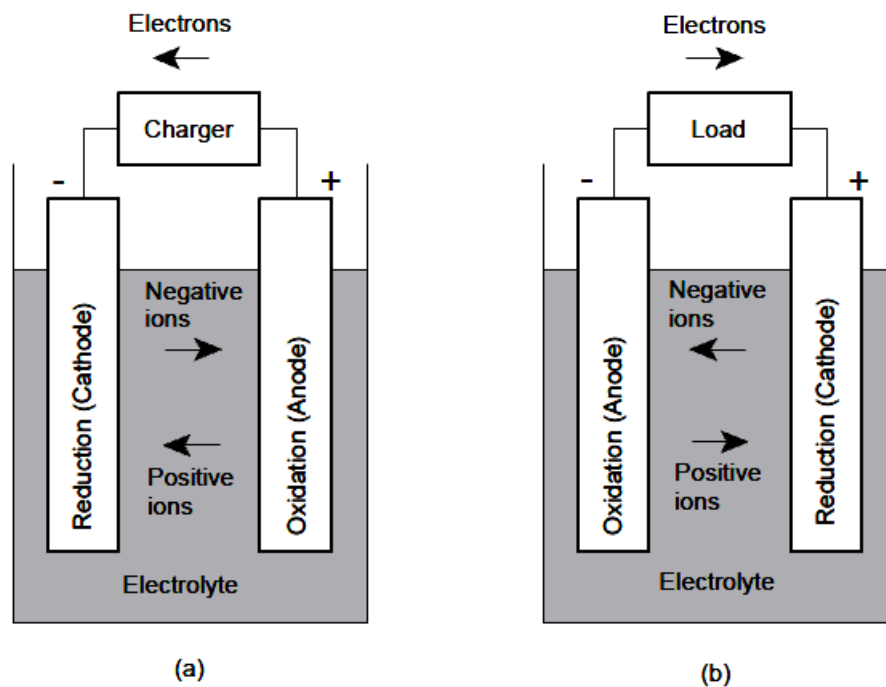 Electrons
Charger
-
+
Negative
ions
Reduction (Cathode)
Oxidation (Anode)
Positive
ions
Electrolyte
(a)
Electrons
Load
-
+
Negative
ions
Oxidation (Anode)
Reduction (Cathode)
Positive
ions
Electrolyte
(b)